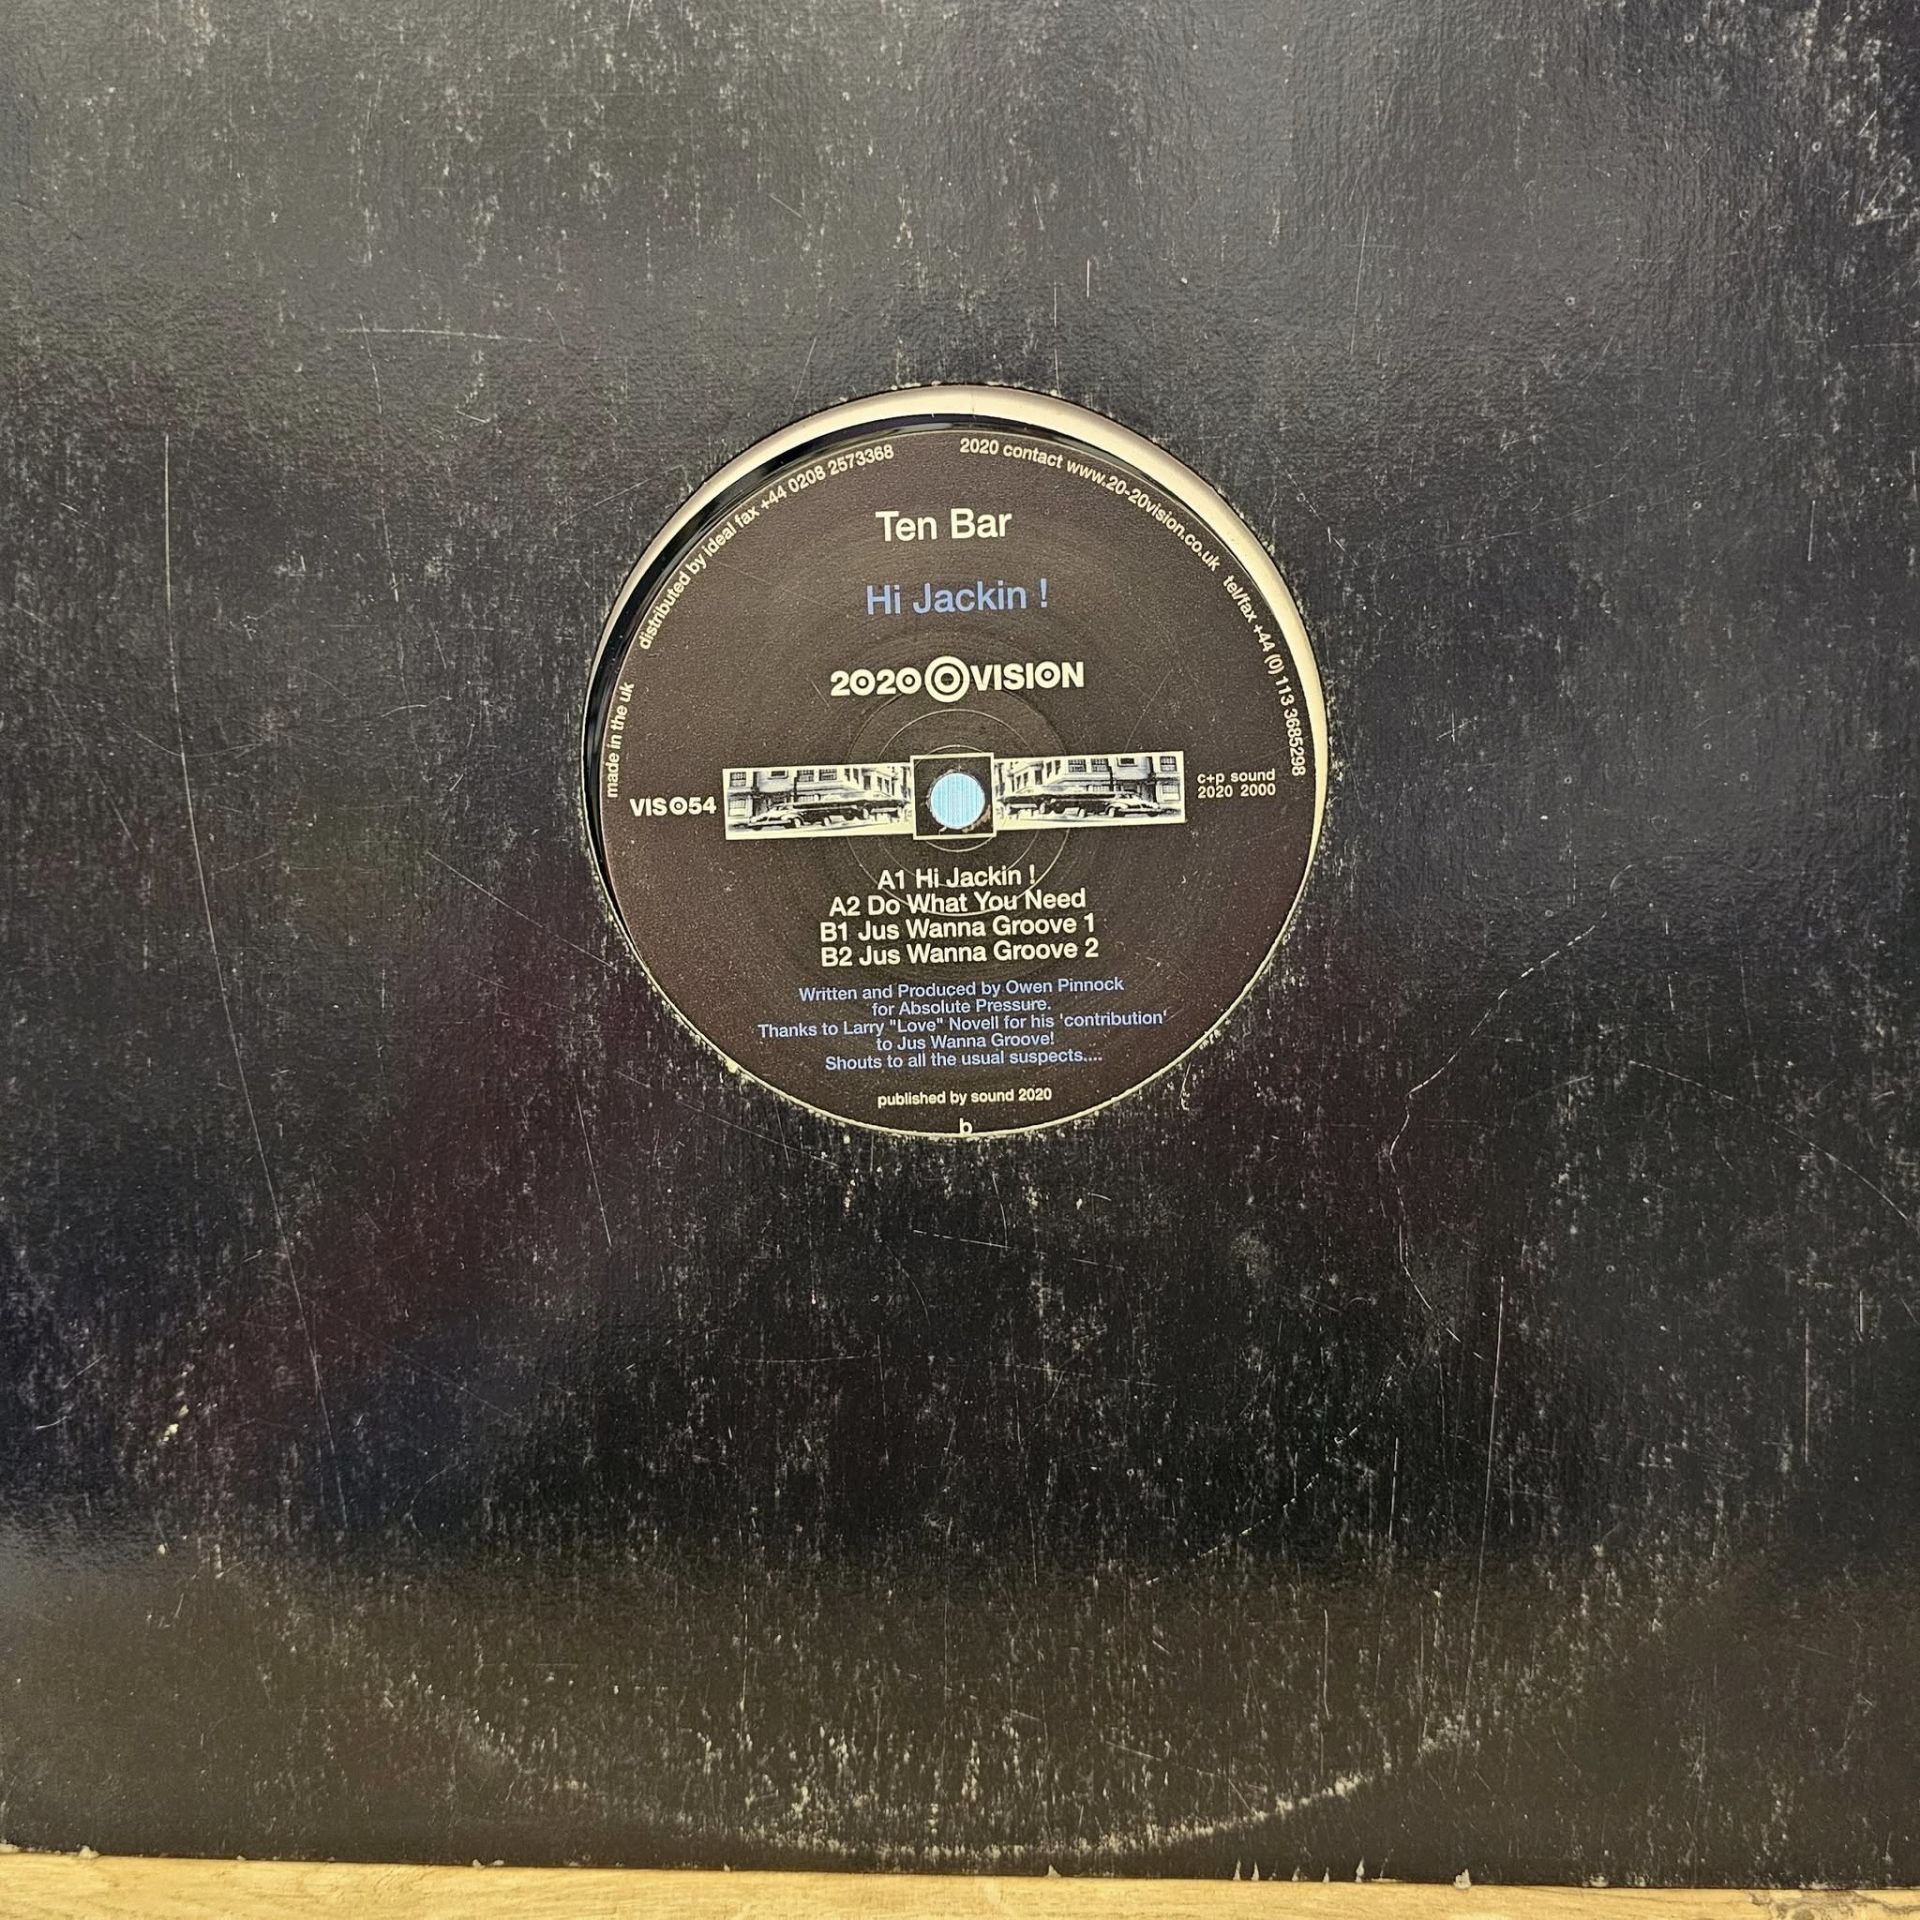 made in the uk
distributed by ideal fax +44 0208 2573368
2020 contact www.20-20vision.co.uk tel/fax +44 (0) 113 3685298
Ten Bar
Hi Jackin !
2020 VISION
VIS 054
c+p sound
2020 2000
A1 Hi Jackin !
A2 Do What You Need
B1 Jus Wanna Groove 1
B2 Jus Wanna Groove 2
Written and Produced by Owen Pinnock
for Absolute Pressure.
Thanks to Larry "Love" Novell for his 'contribution'
to Jus Wanna Groove!
Shouts to all the usual suspects....
published by sound 2020
b